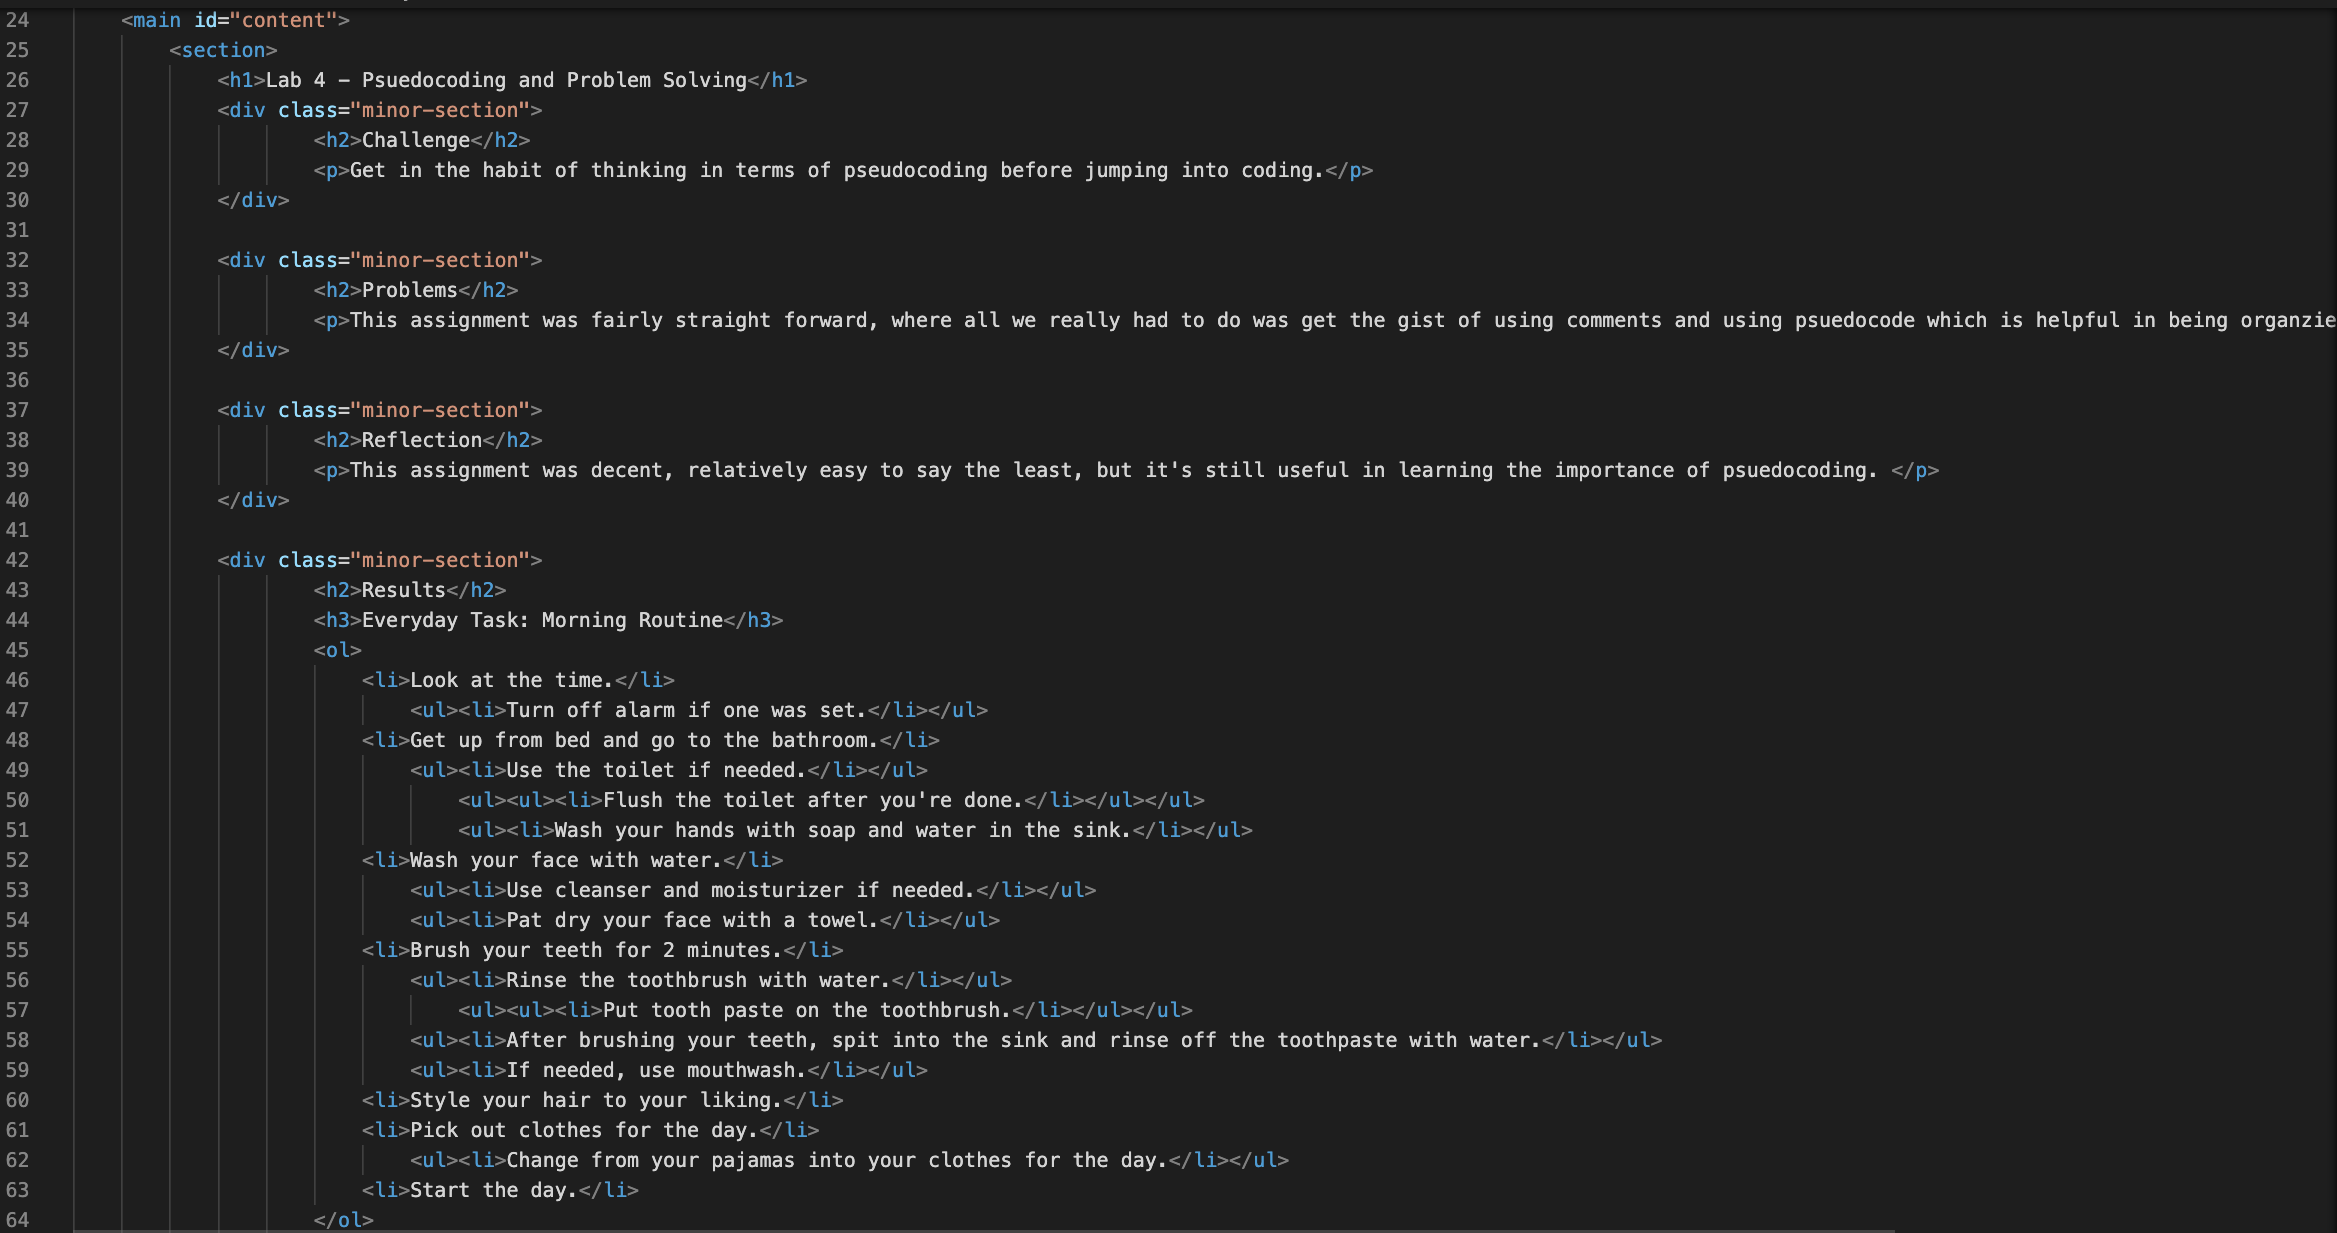 24 <main id="content">
25 <section>
26 <h1>Lab 4 – Psuedocoding and Problem Solving</h1>
27 <div class="minor-section">
28 <h2>Challenge</h2>
29 <p>Get in the habit of thinking in terms of pseudocoding before jumping into coding.</p>
30 </div>
31
32 <div class="minor-section">
33 <h2>Problems</h2>
34 <p>This assignment was fairly straight forward, where all we really had to do was get the gist of using comments and using psuedocode which is helpful in being organzie
35 </div>
36
37 <div class="minor-section">
38 <h2>Reflection</h2>
39 <p>This assignment was decent, relatively easy to say the least, but it's still useful in learning the importance of psuedocoding. </p>
40 </div>
41
42 <div class="minor-section">
43 <h2>Results</h2>
44 <h3>Everyday Task: Morning Routine</h3>
45 <ol>
46 <li>Look at the time.</li>
47 <ul><li>Turn off alarm if one was set.</li></ul>
48 <li>Get up from bed and go to the bathroom.</li>
49 <ul><li>Use the toilet if needed.</li></ul>
50 <ul><ul><li>Flush the toilet after you're done.</li></ul></ul>
51 <ul><li>Wash your hands with soap and water in the sink.</li></ul>
52 <li>Wash your face with water.</li>
53 <ul><li>Use cleanser and moisturizer if needed.</li></ul>
54 <ul><li>Pat dry your face with a towel.</li></ul>
55 <li>Brush your teeth for 2 minutes.</li>
56 <ul><li>Rinse the toothbrush with water.</li></ul>
57 <ul><ul><li>Put tooth paste on the toothbrush.</li></ul></ul>
58 <ul><li>After brushing your teeth, spit into the sink and rinse off the toothpaste with water.</li></ul>
59 <ul><li>If needed, use mouthwash.</li></ul>
60 <li>Style your hair to your liking.</li>
61 <li>Pick out clothes for the day.</li>
62 <ul><li>Change from your pajamas into your clothes for the day.</li></ul>
63 <li>Start the day.</li>
64 </ol>